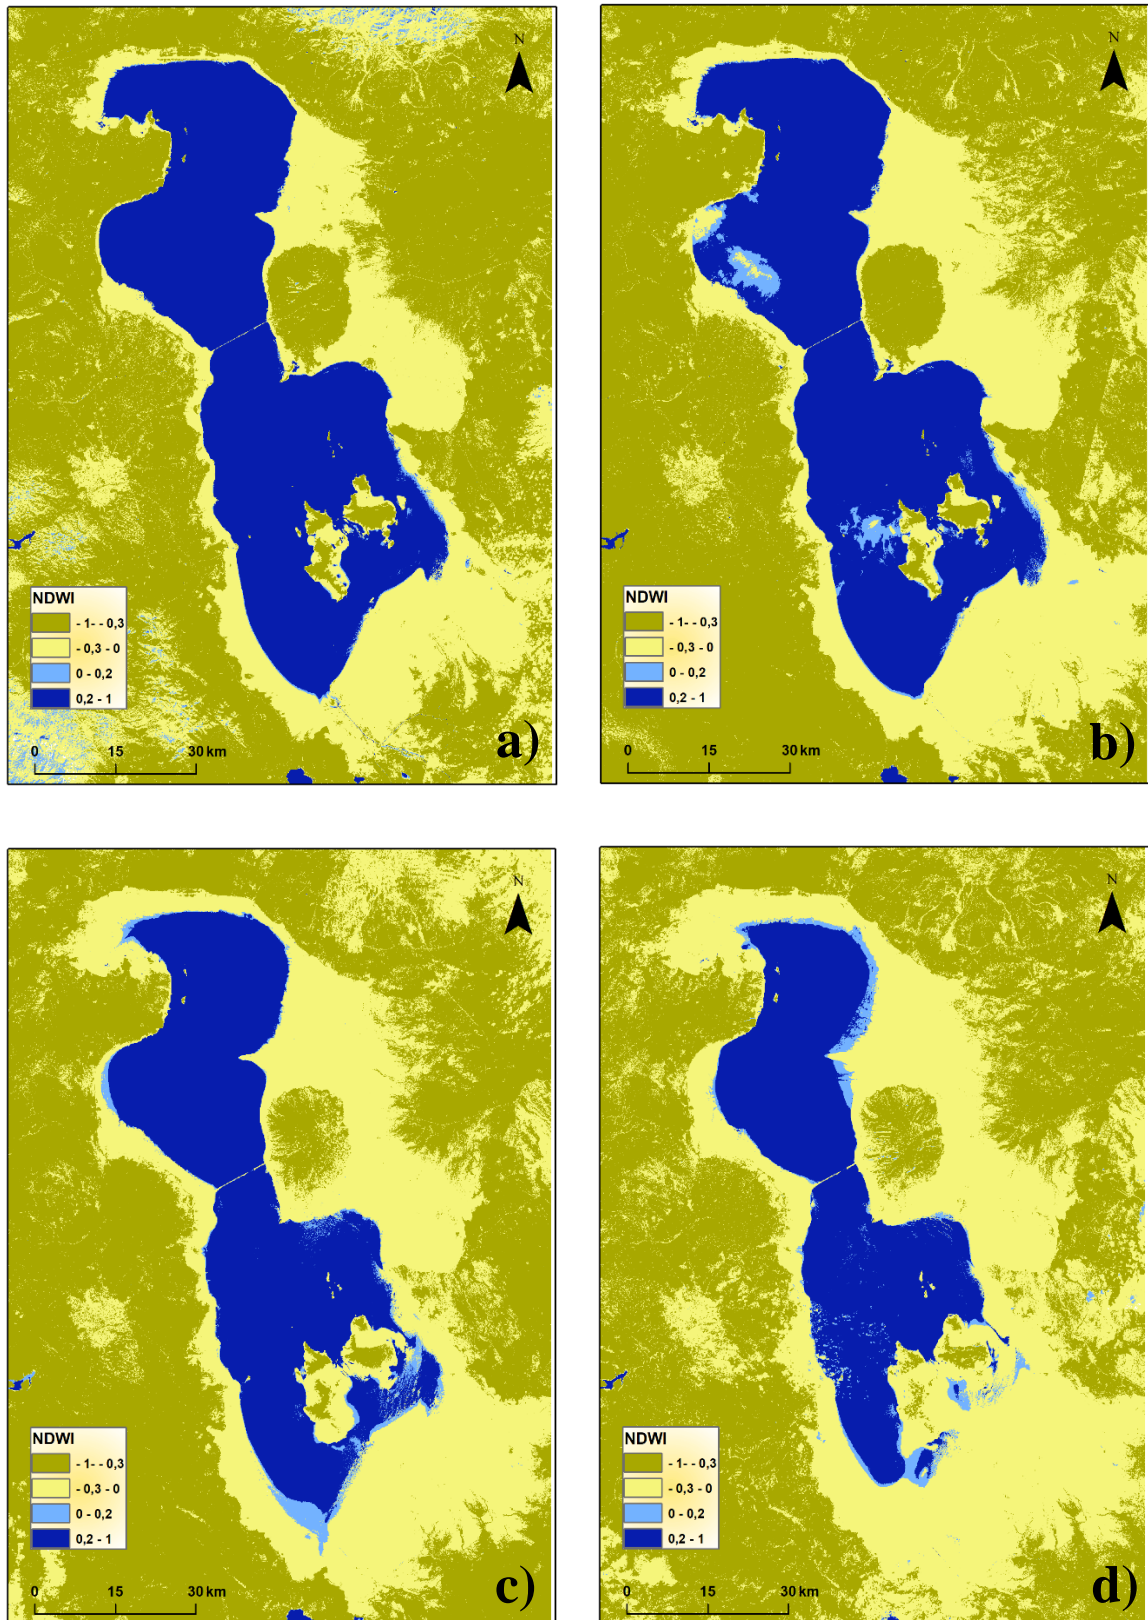 N
NDWI
- 1- - 0,3
- 0,3 - 0
0 - 0,2
0,2 - 1
0 15 30 km
a)
N
NDWI
- 1- - 0,3
- 0,3 - 0
0 - 0,2
0,2 - 1
0 15 30 km
b)
N
NDWI
- 1- - 0,3
- 0,3 - 0
0 - 0,2
0,2 - 1
0 15 30 km
c)
N
NDWI
- 1- - 0,3
- 0,3 - 0
0 - 0,2
0,2 - 1
0 15 30 km
d)